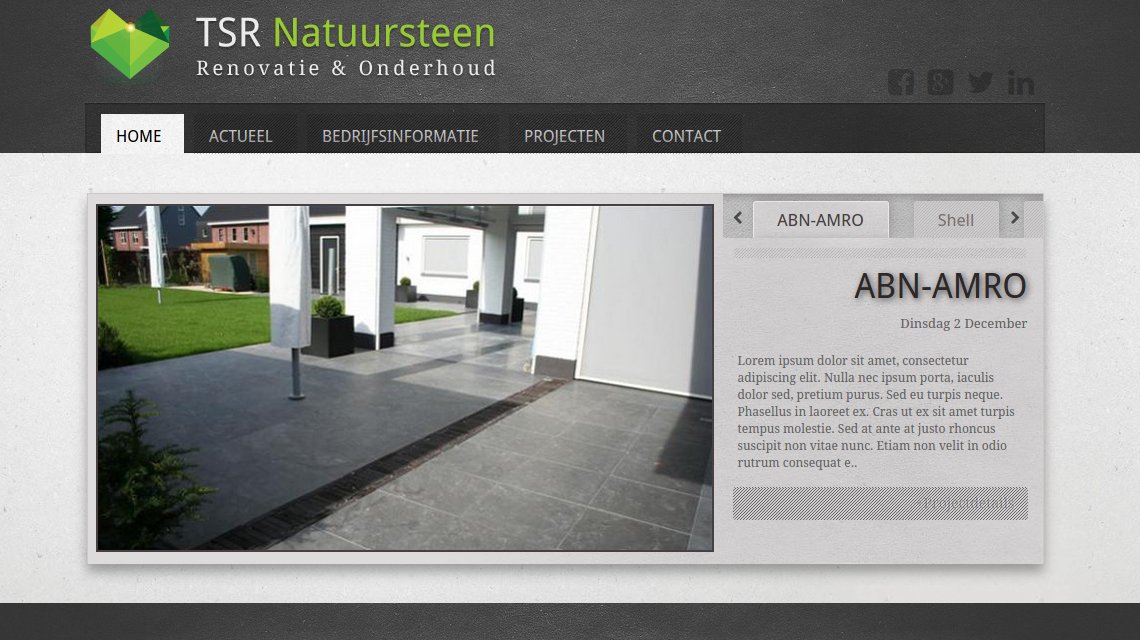 TSR Natuursteen
Renovatie & Onderhoud
HOME ACTUEEL BEDRIJFSINFORMATIE PROJECTEN CONTACT
ABN-AMRO Shell
ABN-AMRO
Dinsdag 2 December
Lorem ipsum dolor sit amet, consectetur
adipiscing elit. Nulla nec ipsum porta, iaculis
dolor sed, pretium purus. Sed eu turpis neque.
Phasellus in laoreet ex. Cras ut ex sit amet turpis
tempus molestie. Sed at ante at justo rhoncus
suscipit non vitae nunc. Etiam non velit in odio
rutrum consequat e..
+Projectdetails